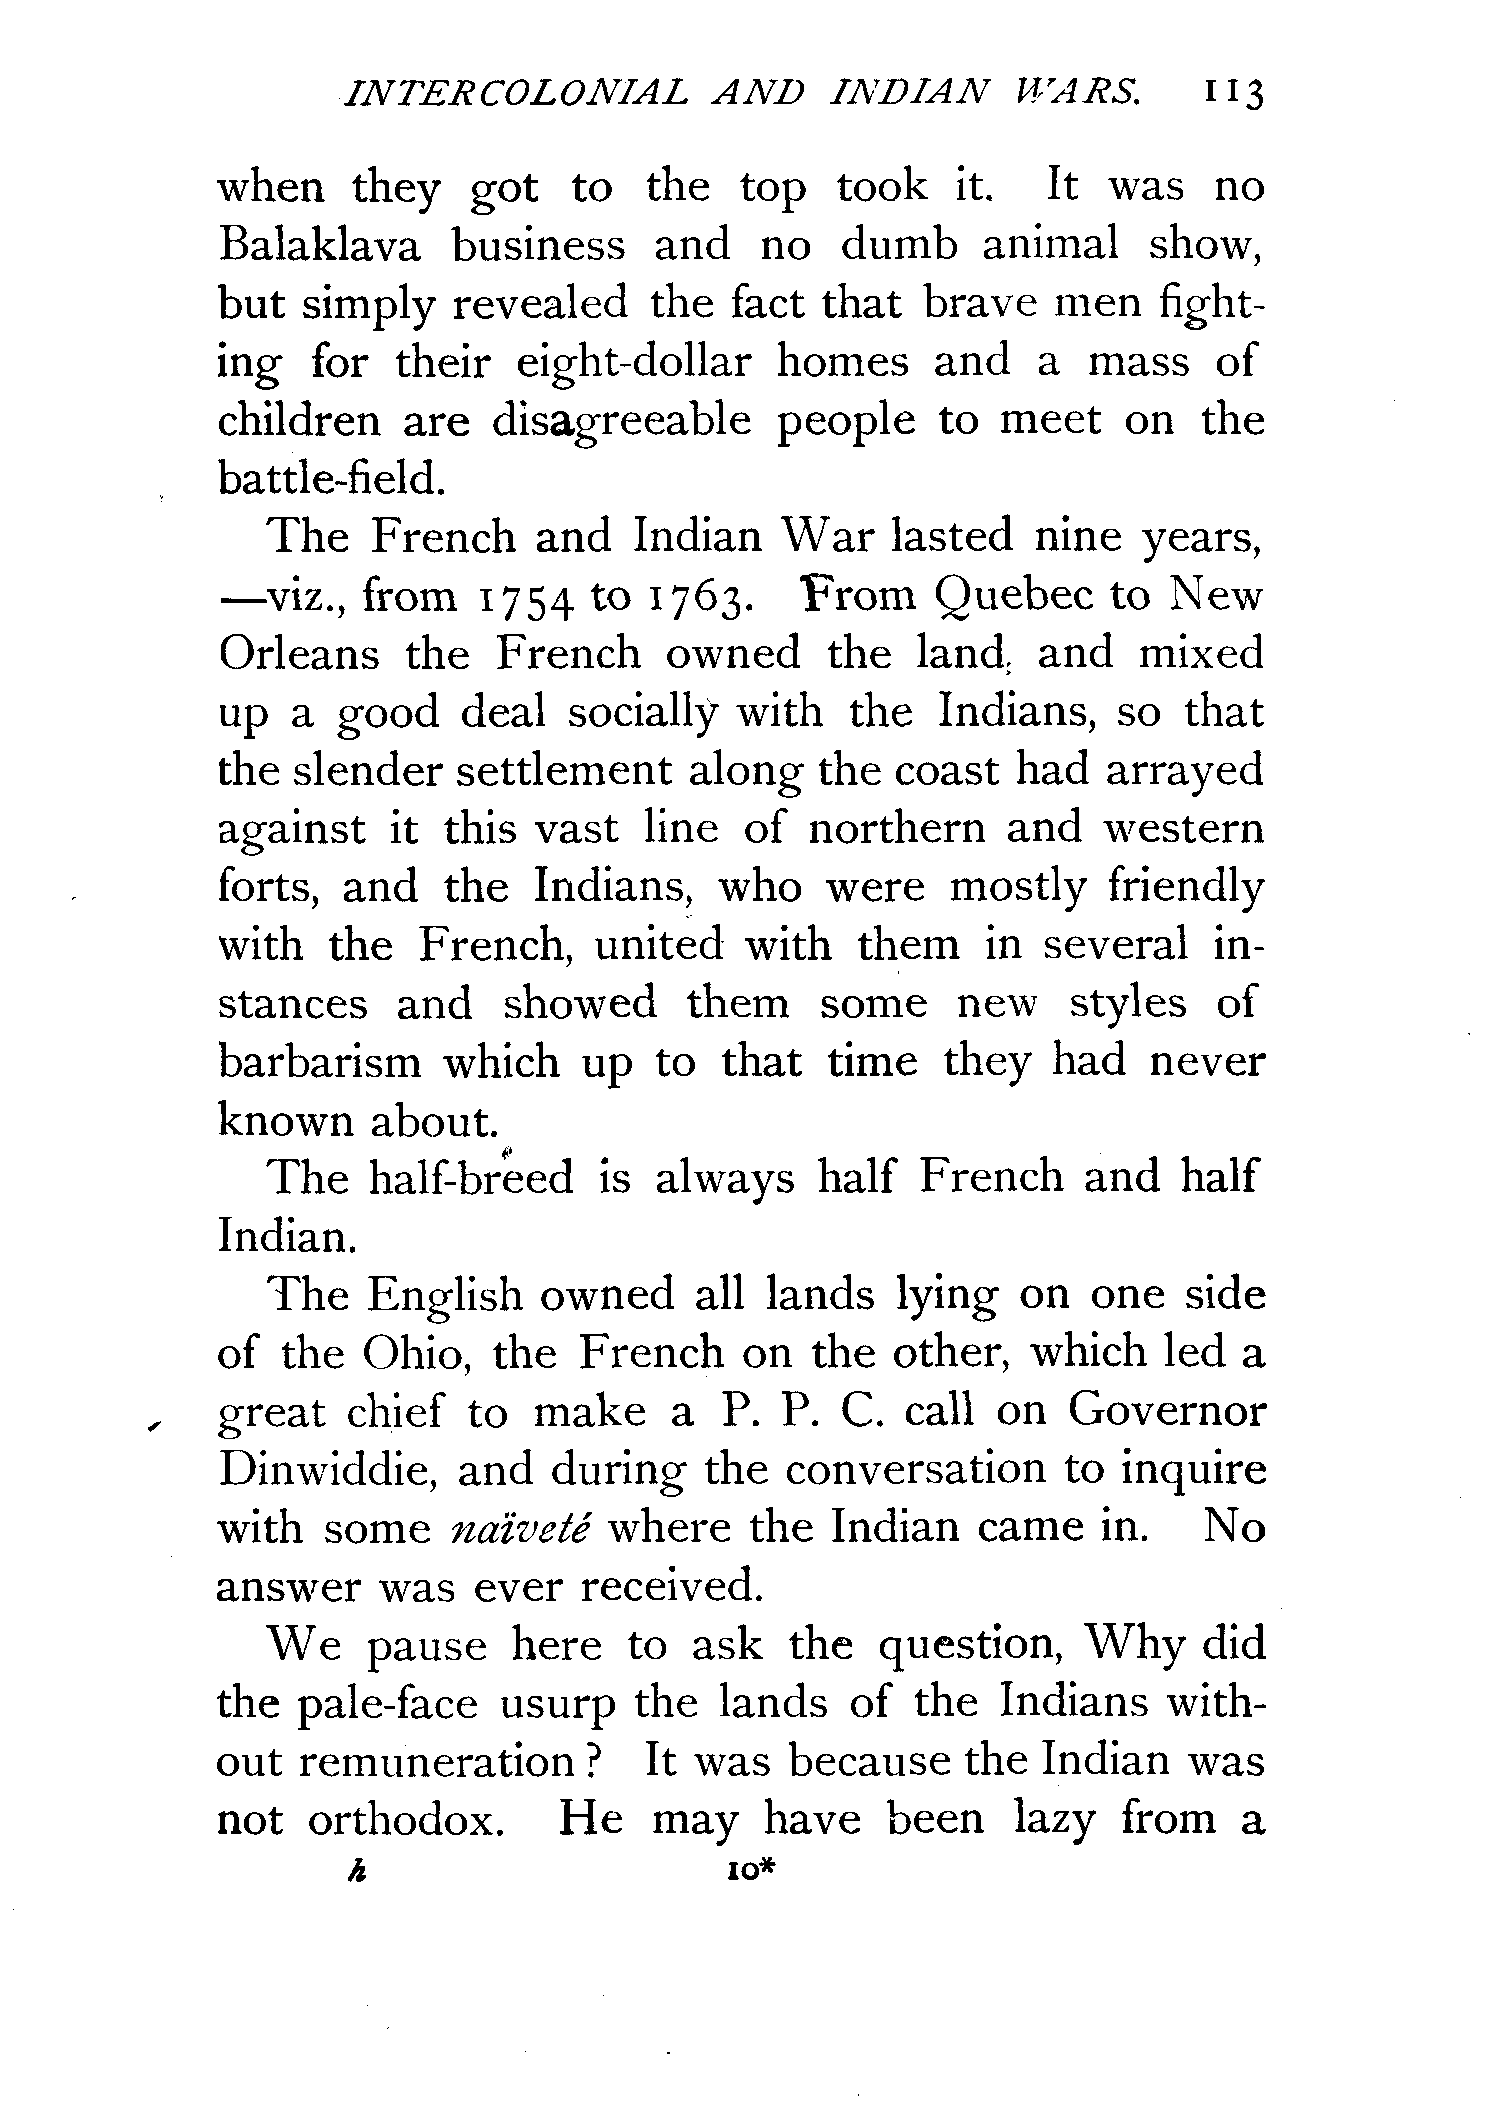 INTERCOLONIAL AND INDIAN WARS. 113
when they got to the top took it. It was no
Balaklava business and no dumb animal show,
but simply revealed the fact that brave men fight-
ing for their eight-dollar homes and a mass of
children are disagreeable people to meet on the
battle-field.
The French and Indian War lasted nine years,
—viz., from 1754 to 1763. From Quebec to New
Orleans the French owned the land, and mixed
up a good deal socially with the Indians, so that
the slender settlement along the coast had arrayed
against it this vast line of northern and western
forts, and the Indians, who were mostly friendly
with the French, united with them in several in-
stances and showed them some new styles of
barbarism which up to that time they had never
known about.
The half-breed is always half French and half
Indian.
The English owned all lands lying on one side
of the Ohio, the French on the other, which led a
great chief to make a P. P. C. call on Governor
Dinwiddie, and during the conversation to inquire
with some naïveté where the Indian came in. No
answer was ever received.
We pause here to ask the question, Why did
the pale-face usurp the lands of the Indians with-
out remuneration? It was because the Indian was
not orthodox. He may have been lazy from a
h 10*